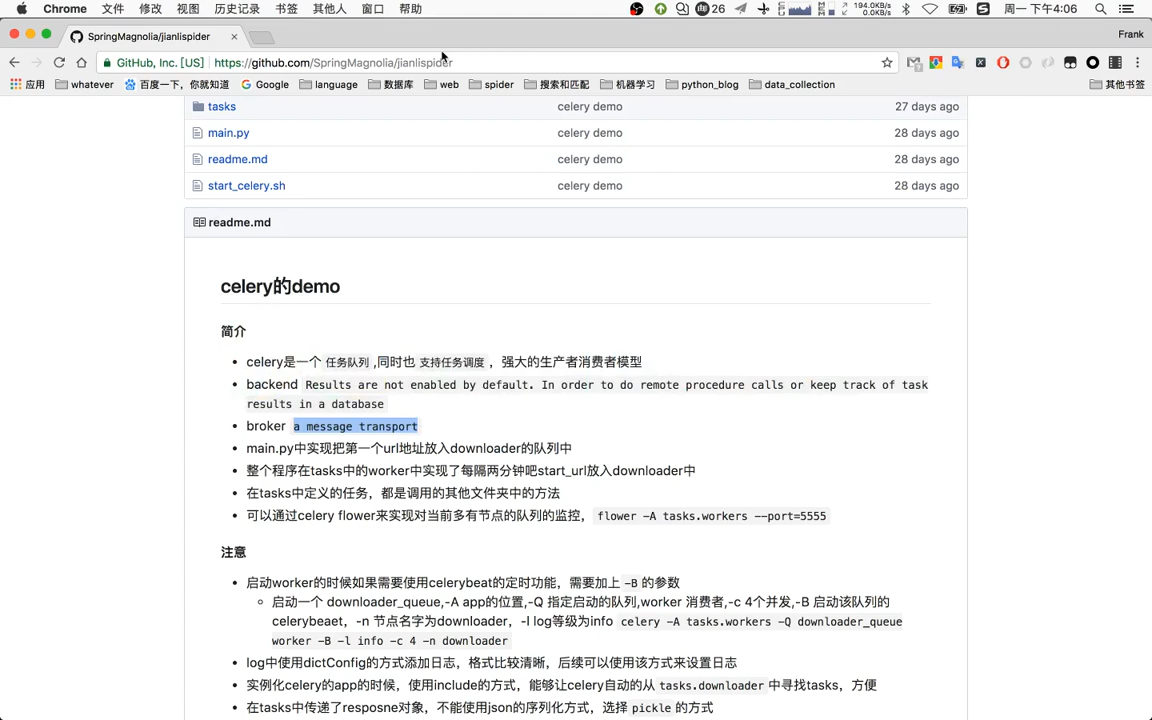 Chrome 文件 修改 视图 历史记录 书签 其他人 窗口 帮助 26 194.0KB/s 0.0KB/s 周一 下午4:06
SpringMagnolia/jianlispider Frank
GitHub, Inc. [US] https://github.com/SpringMagnolia/jianlispider
应用 whatever 百度一下，你就知道 Google language 数据库 web spider 搜索和匹配 机器学习 python_blog data_collection 其他书签
tasks celery demo 27 days ago
main.py celery demo 28 days ago
readme.md celery demo 28 days ago
start_celery.sh celery demo 28 days ago
readme.md
celery的demo
简介
celery是一个 任务队列 ,同时也 支持任务调度 ，强大的生产者消费者模型
backend Results are not enabled by default. In order to do remote procedure calls or keep track of task
results in a database
broker a message transport
main.py中实现把第一个url地址放入downloader的队列中
整个程序在tasks中的worker中实现了每隔两分钟吧start_url放入downloader中
在tasks中定义的任务，都是调用的其他文件夹中的方法
可以通过celery flower来实现对当前多有节点的队列的监控， flower -A tasks.workers --port=5555
注意
启动worker的时候如果需要使用celerybeat的定时功能，需要加上 -B 的参数
启动一个 downloader_queue,-A app的位置,-Q 指定启动的队列,worker 消费者,-c 4个并发,-B 启动该队列的
celerybeaet，-n 节点名字为downloader，-l log等级为info celery -A tasks.workers -Q downloader_queue
worker -B -l info -c 4 -n downloader
log中使用dictConfig的方式添加日志，格式比较清晰，后续可以使用该方式来设置日志
实例化celery的app的时候，使用include的方式，能够让celery自动的从 tasks.downloader 中寻找tasks，方便
在tasks中传递了resposne对象，不能使用json的序列化方式，选择 pickle 的方式